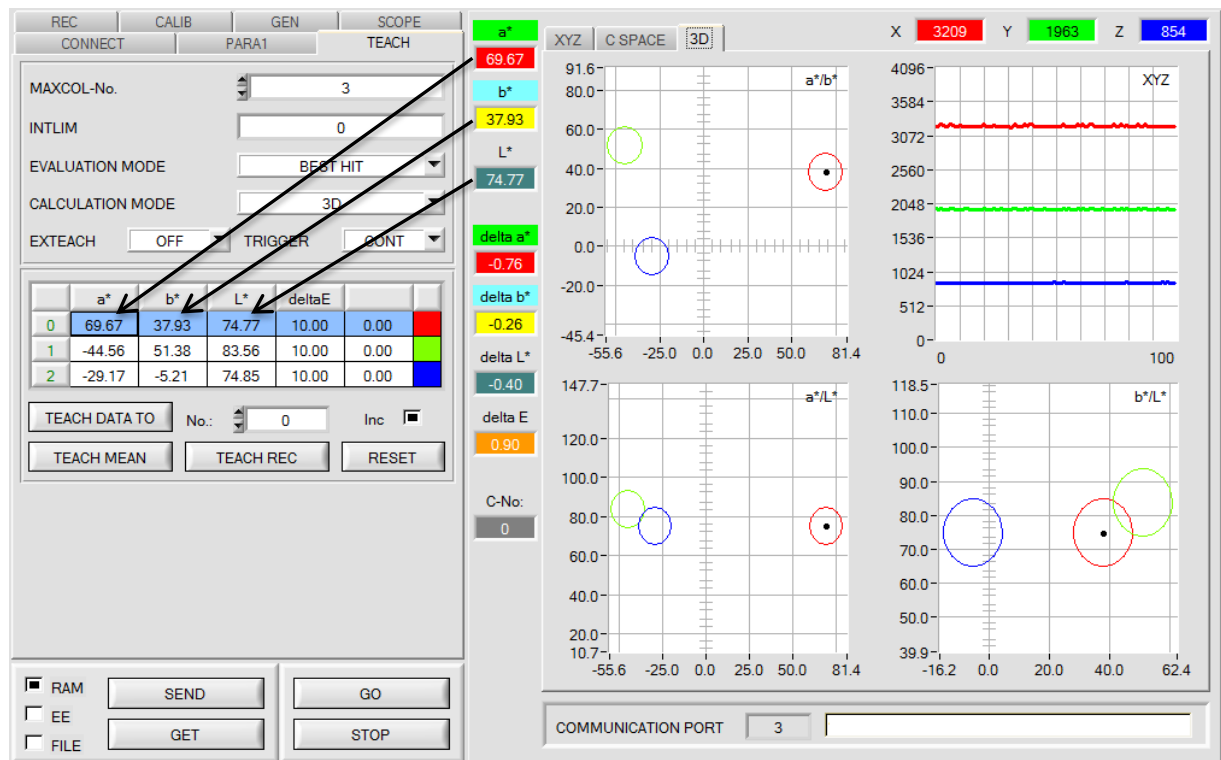 REC CALIB GEN SCOPE
CONNECT PARA1 TEACH
MAXCOL-No. 3
INTLIM 0
EVALUATION MODE BEST HIT
CALCULATION MODE 3D
EXTEACH OFF TRIGGER CONT
a* b* L* deltaE
0 69.67 37.93 74.77 10.00 0.00
1 -44.56 51.38 83.56 10.00 0.00
2 -29.17 -5.21 74.85 10.00 0.00
TEACH DATA TO No.: 0 Inc
TEACH MEAN TEACH REC RESET
RAM SEND GO
EE
FILE GET STOP
a*
69.67
b*
37.93
L*
74.77
delta a*
-0.76
delta b*
-0.26
delta L*
-0.40
delta E
0.90
C-No:
0
XYZ C SPACE 3D
X 3209 Y 1963 Z 854
a*/b*
91.6
80.0
60.0
40.0
20.0
0.0
-20.0
-45.4
-55.6 -25.0 0.0 25.0 50.0 81.4
XYZ
4096
3584
3072
2560
2048
1536
1024
512
0
0 100
a*/L*
147.7
120.0
100.0
80.0
60.0
40.0
20.0
10.7
-55.6 -25.0 0.0 25.0 50.0 81.4
b*/L*
118.5
110.0
100.0
90.0
80.0
70.0
60.0
50.0
39.9
-16.2 0.0 20.0 40.0 62.4
COMMUNICATION PORT 3